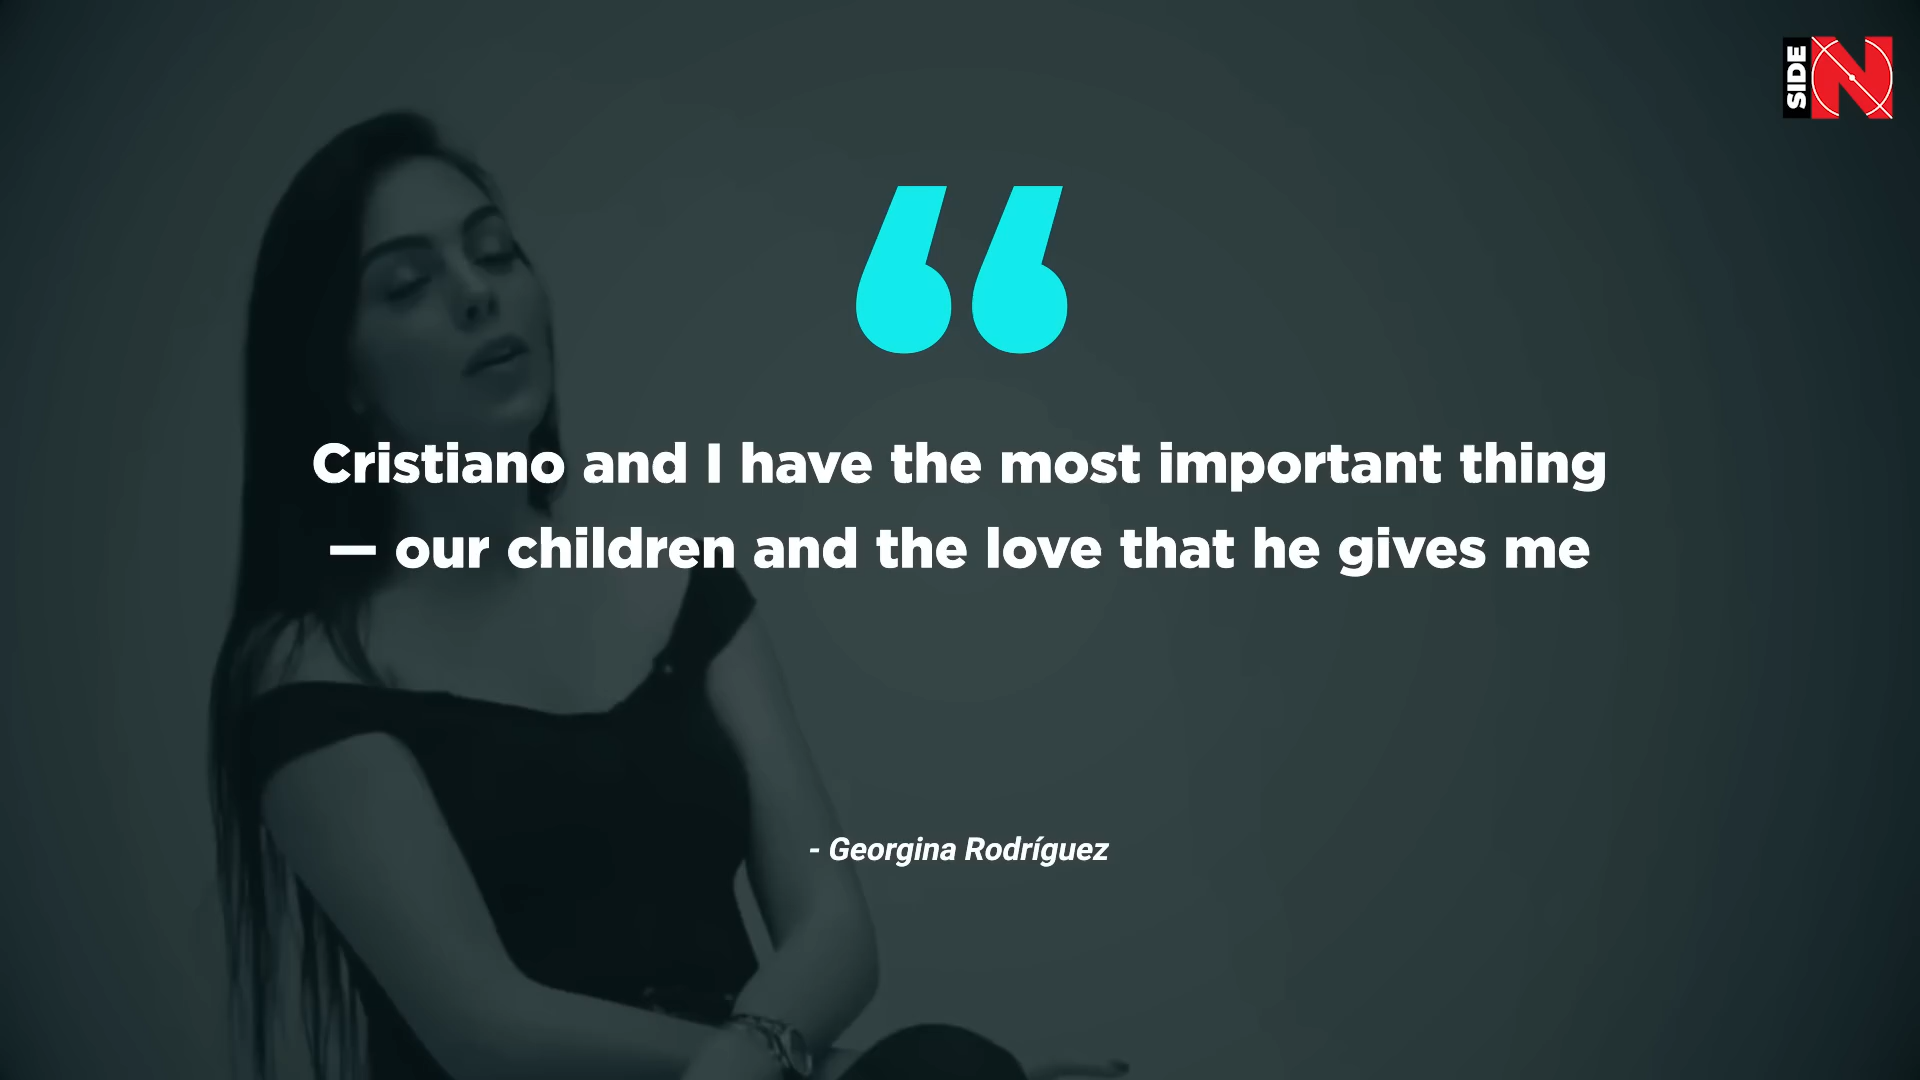 SIDE
N
“
Cristiano and I have the most important thing
— our children and the love that he gives me
- Georgina Rodríguez